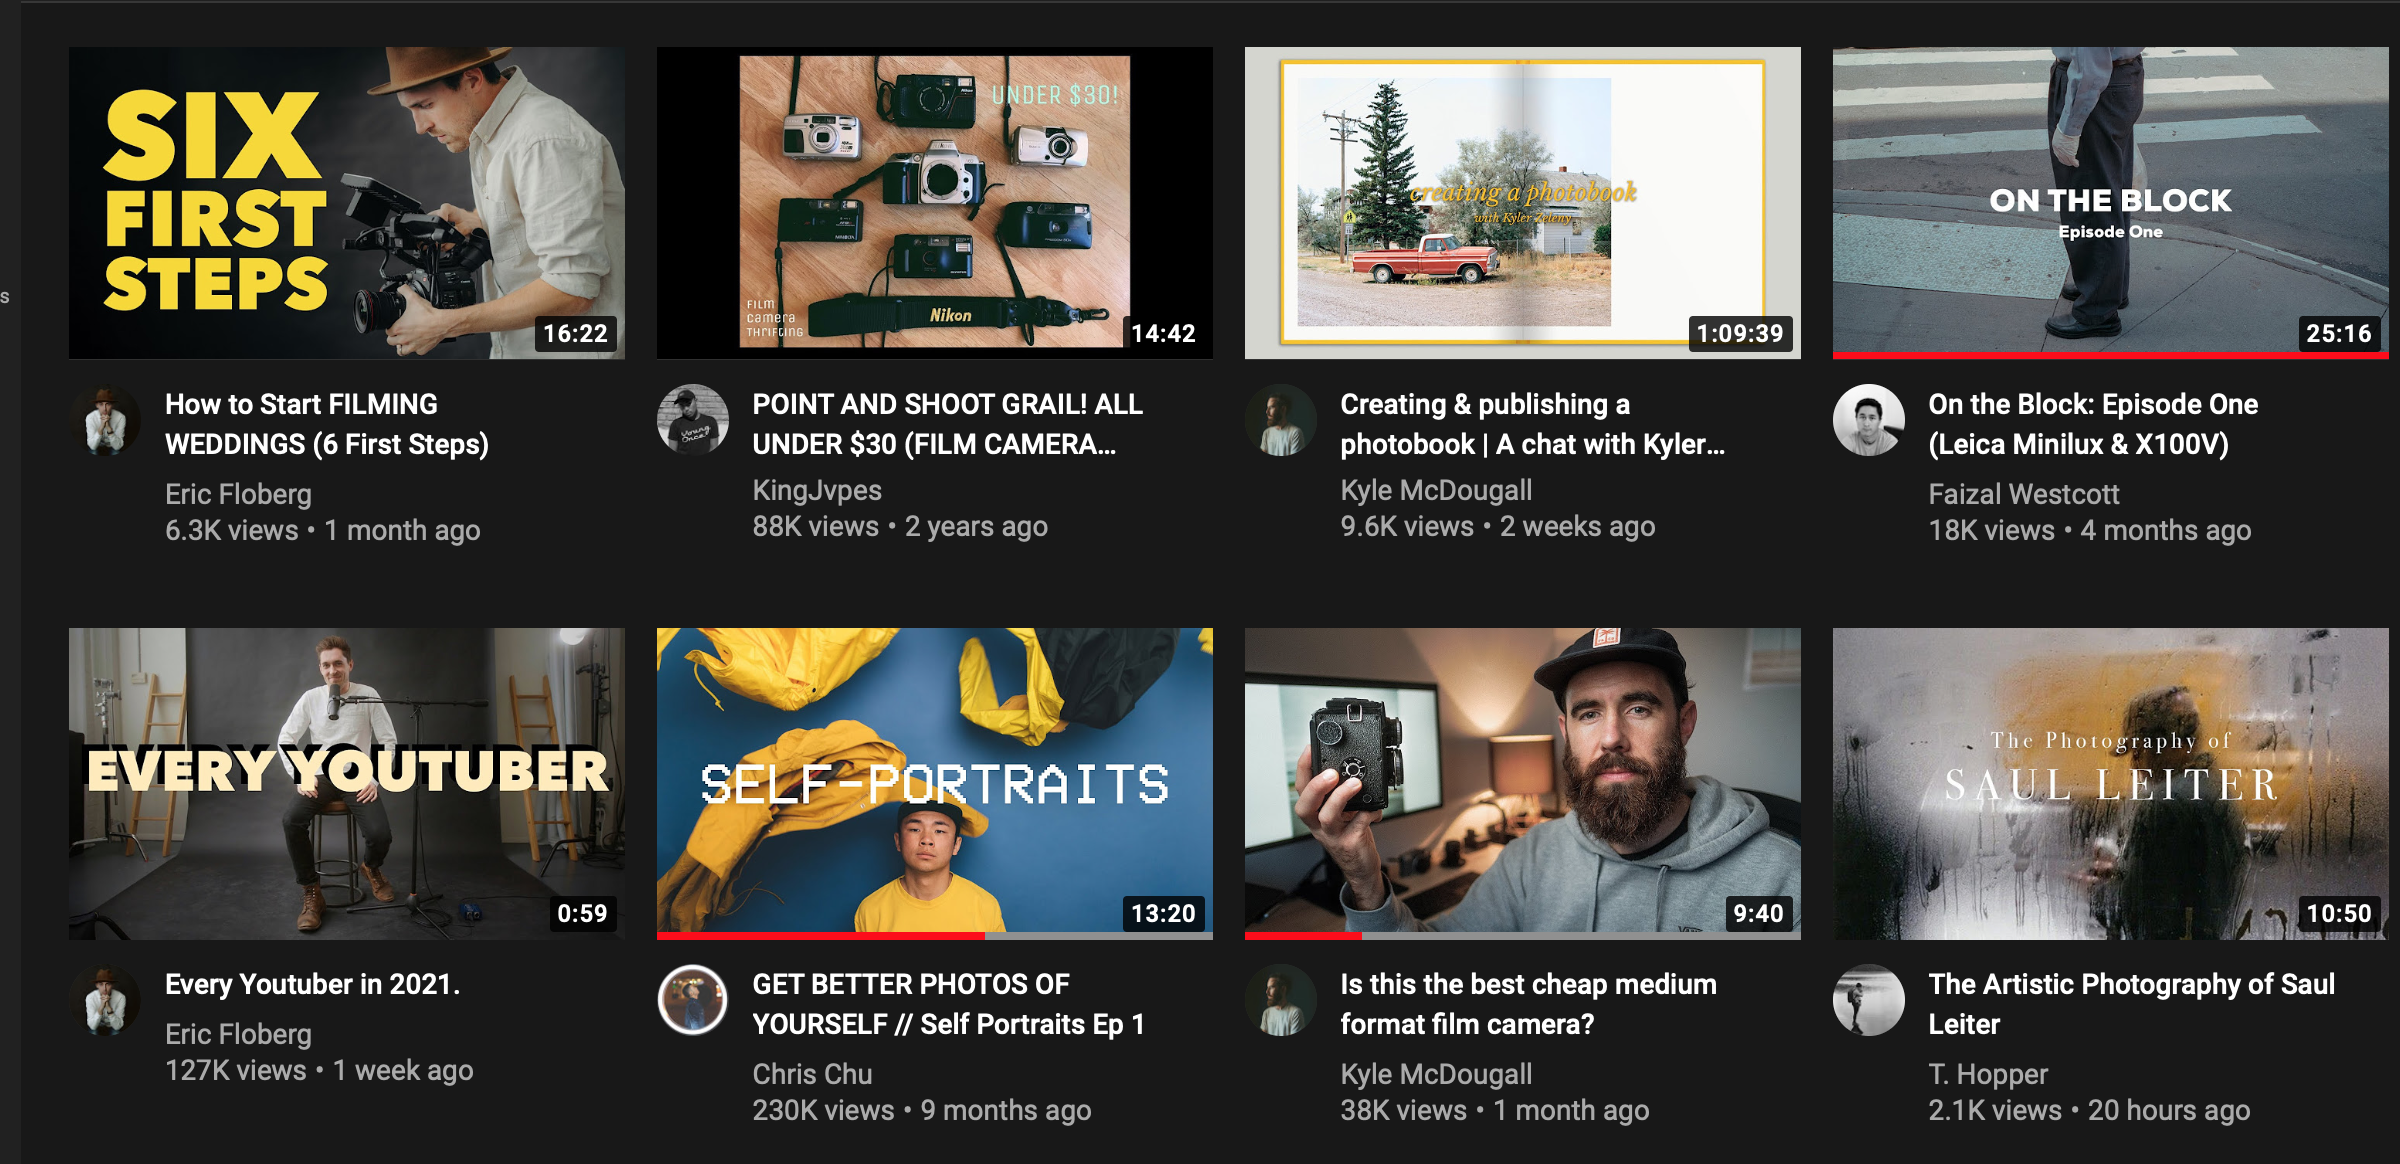 s
SIX
FIRST
STEPS
16:22
How to Start FILMING
WEDDINGS (6 First Steps)
Eric Floberg
6.3K views • 1 month ago
UNDER $30!
Nikon
FILM
camera
THRIFTING
14:42
POINT AND SHOOT GRAIL! ALL
UNDER $30 (FILM CAMERA...
KingJvpes
88K views • 2 years ago
creating a photobook
with Kyler Zeleny
1:09:39
Creating & publishing a
photobook | A chat with Kyler...
Kyle McDougall
9.6K views • 2 weeks ago
ON THE BLOCK
Episode One
25:16
On the Block: Episode One
(Leica Minilux & X100V)
Faizal Westcott
18K views • 4 months ago
EVERY YOUTUBER
0:59
Every Youtuber in 2021.
Eric Floberg
127K views • 1 week ago
SELF-PORTRAITS
13:20
GET BETTER PHOTOS OF
YOURSELF // Self Portraits Ep 1
Chris Chu
230K views • 9 months ago
9:40
Is this the best cheap medium
format film camera?
Kyle McDougall
38K views • 1 month ago
The Photography of
SAUL LEITER
10:50
The Artistic Photography of Saul
Leiter
T. Hopper
2.1K views • 20 hours ago